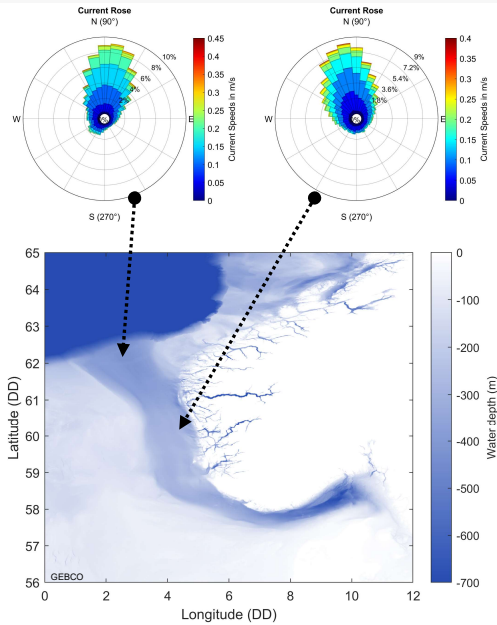 Current Rose
N (90°)
10%
8%
6%
4%
2%
0%
W
E
S (270°)
0.45
0.4
0.35
0.3
0.25
0.2
0.15
0.1
0.05
0
Current Speeds in m/s
Current Rose
N (90°)
9%
7.2%
5.4%
3.6%
1.8%
0%
W
E
S (270°)
0.4
0.35
0.3
0.25
0.2
0.15
0.1
0.05
0
Current Speeds in m/s
65
64
63
62
61
60
59
58
57
56
Latitude (DD)
GEBCO
0 2 4 6 8 10 12
Longitude (DD)
0
-100
-200
-300
-400
-500
-600
-700
Water depth (m)